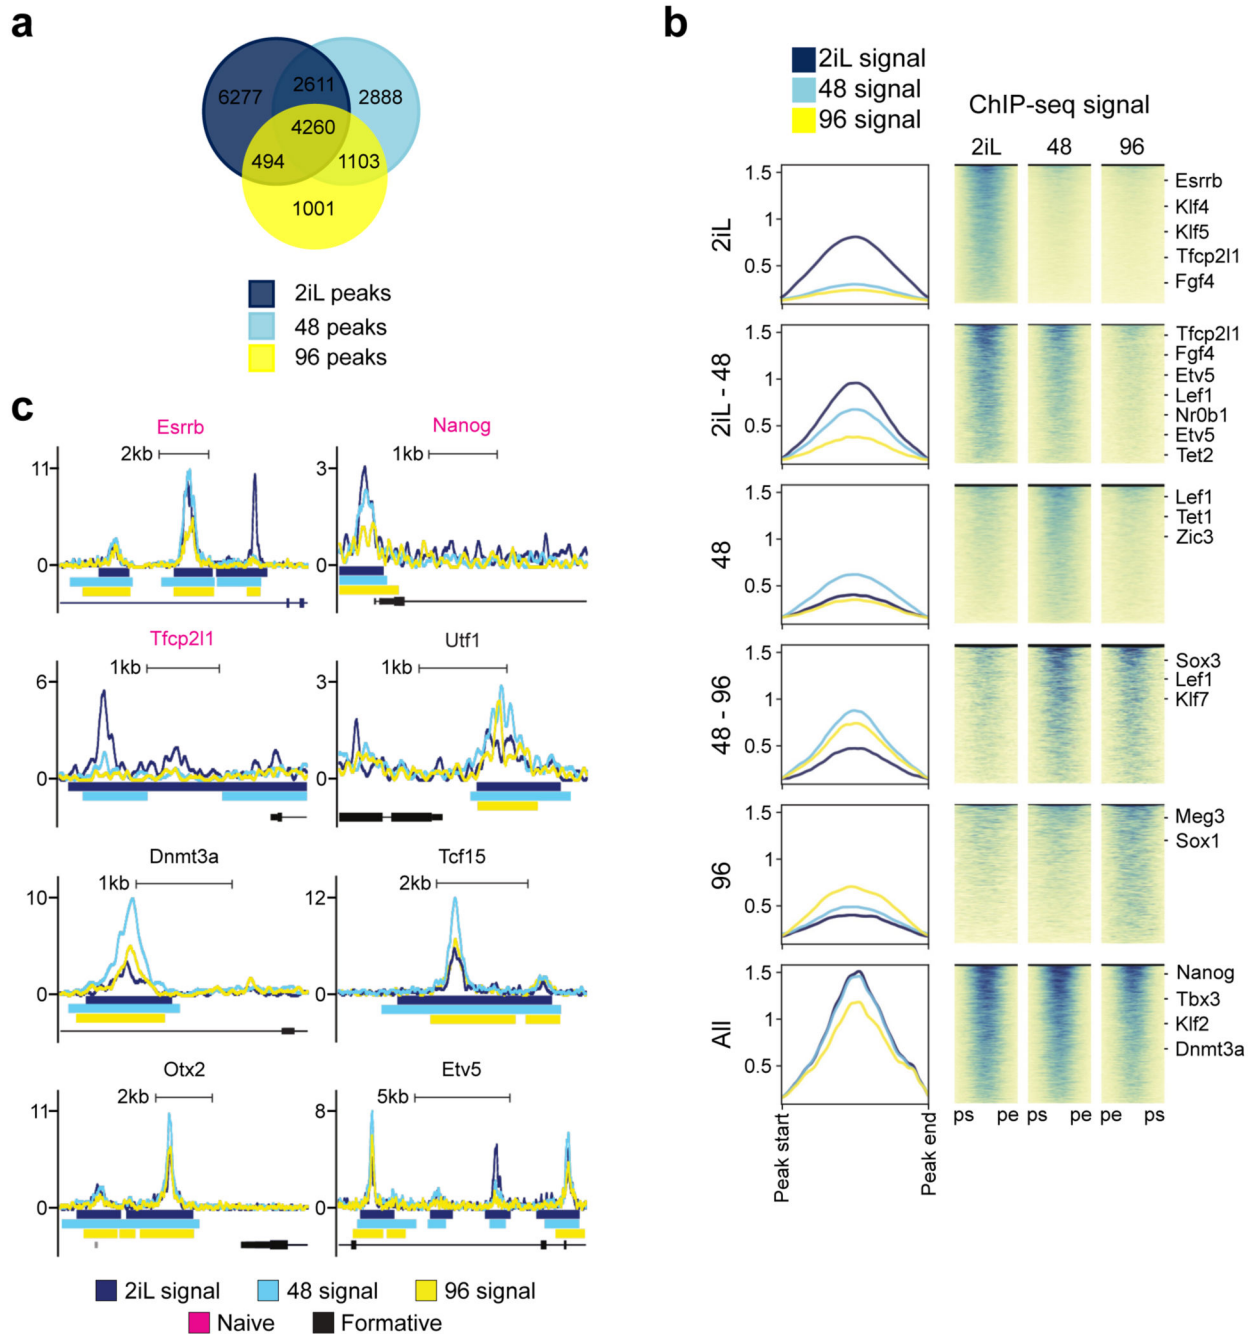 a
6277
2611
2888
4260
494
1103
1001
2iL peaks
48 peaks
96 peaks
b
2iL signal
48 signal
96 signal
ChIP-seq signal
2iL 48 96
2iL
1.5
1
0.5
Esrrb
Klf4
Klf5
Tfcp2l1
Fgf4
2iL - 48
1.5
1
0.5
Tfcp2l1
Fgf4
Etv5
Lef1
Nr0b1
Etv5
Tet2
48
1.5
1
0.5
Lef1
Tet1
Zic3
48 - 96
1.5
1
0.5
Sox3
Lef1
Klf7
96
1.5
1
0.5
Meg3
Sox1
All
1.5
1
0.5
Nanog
Tbx3
Klf2
Dnmt3a
Peak start
Peak end
ps pe ps pe pe ps
c
Esrrb
2kb
11
0
Nanog
1kb
3
0
Tfcp2l1
1kb
6
0
Utf1
1kb
3
0
Dnmt3a
1kb
10
0
Tcf15
2kb
12
0
Otx2
2kb
11
0
Etv5
5kb
8
0
2iL signal
48 signal
96 signal
Naive
Formative